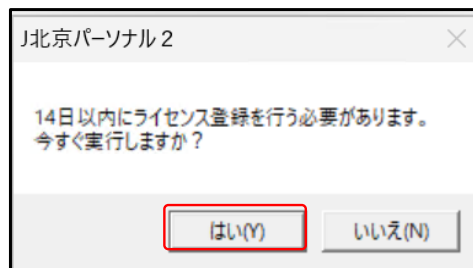 J北京パーソナル2
14日以内にライセンス登録を行う必要があります。
今すぐ実行しますか？
はい(Y)
いいえ(N)